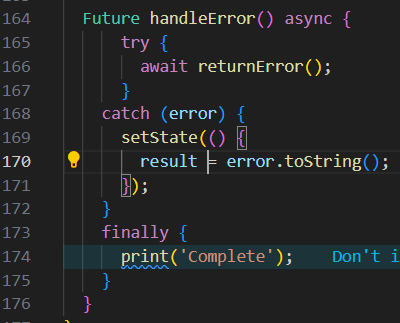 164 Future handleError() async {
165 try {
166 await returnError();
167 }
168 catch (error) {
169 setState(() {
170 result = error.toString();
171 });
172 }
173 finally {
174 print('Complete'); Don't i
175 }
176 }